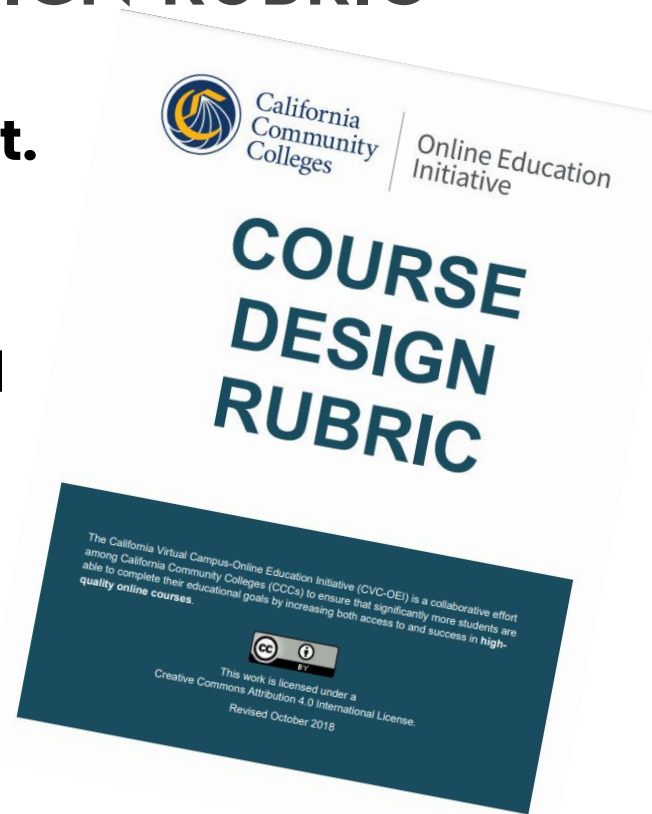 RUBRIC
t.
California
Community
Colleges
Online Education
Initiative
COURSE
DESIGN
RUBRIC
The California Virtual Campus-Online Education Initiative (CVC-OEI)) is a collaborative effort
among California Community Colleges (CCCs) to ensure that significantly more students are
able to complete their educational goals by increasing both access to and success in high-
quality online courses.
cc
BY
This work is licensed under a
Creative Commons Attribution 4.0 International License.
Revised October 2018